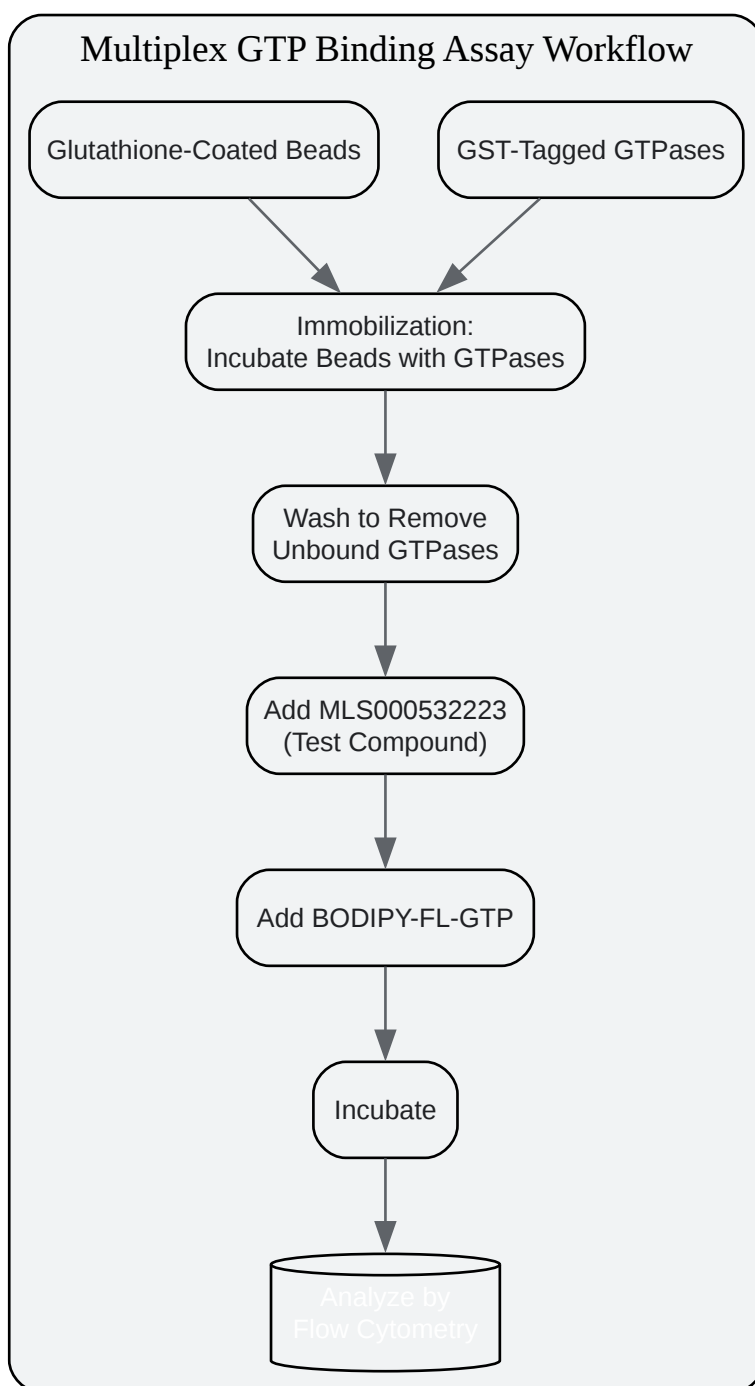 Multiplex GTP Binding Assay Workflow
Glutathione-Coated Beads
GST-Tagged GTPases
Immobilization:
Incubate Beads with GTPases
Wash to Remove
Unbound GTPases
Add MLS000532223
(Test Compound)
Add BODIPY-FL-GTP
Incubate
Analyze by
Flow Cytometry